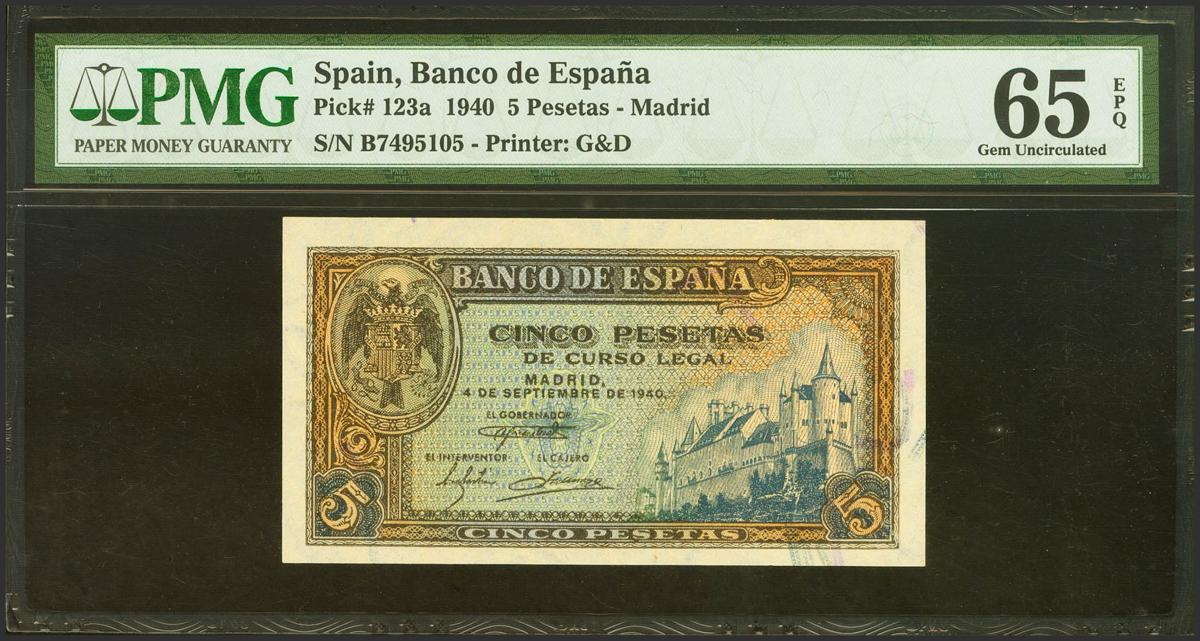 PMG
PAPER MONEY GUARANTY
Spain, Banco de España
Pick# 123a 1940 5 Pesetas - Madrid
S/N B7495105 - Printer: G&D
65
EPQ
Gem Uncirculated
BANCO DE ESPAÑA
CINCO PESETAS
DE CURSO LEGAL
MADRID,
4 DE SEPTIEMBRE DE 1940.
EL GOBERNADOR
EL INTERVENTOR EL CAJERO
5 5
CINCO PESETAS